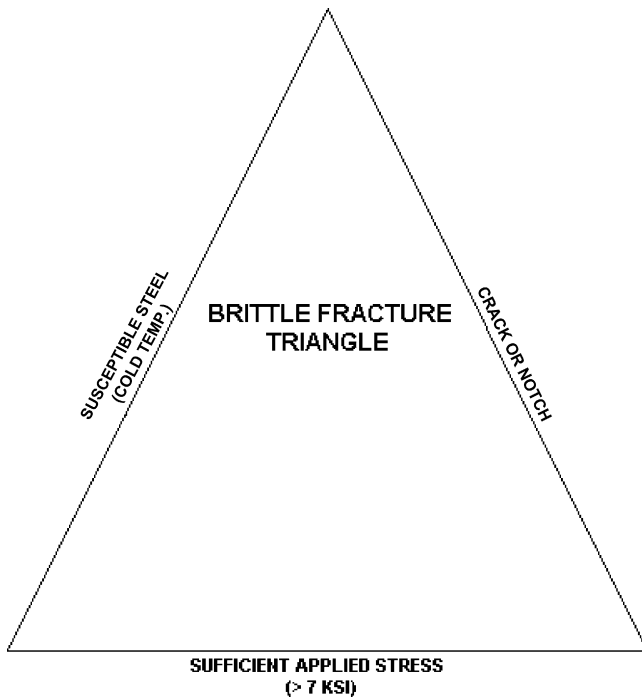 BRITTLE FRACTURE
TRIANGLE
SUSCEPTIBLE STEEL
(COLD TEMP.)
CRACK OR NOTCH
SUFFICIENT APPLIED STRESS
(> 7 KSI)